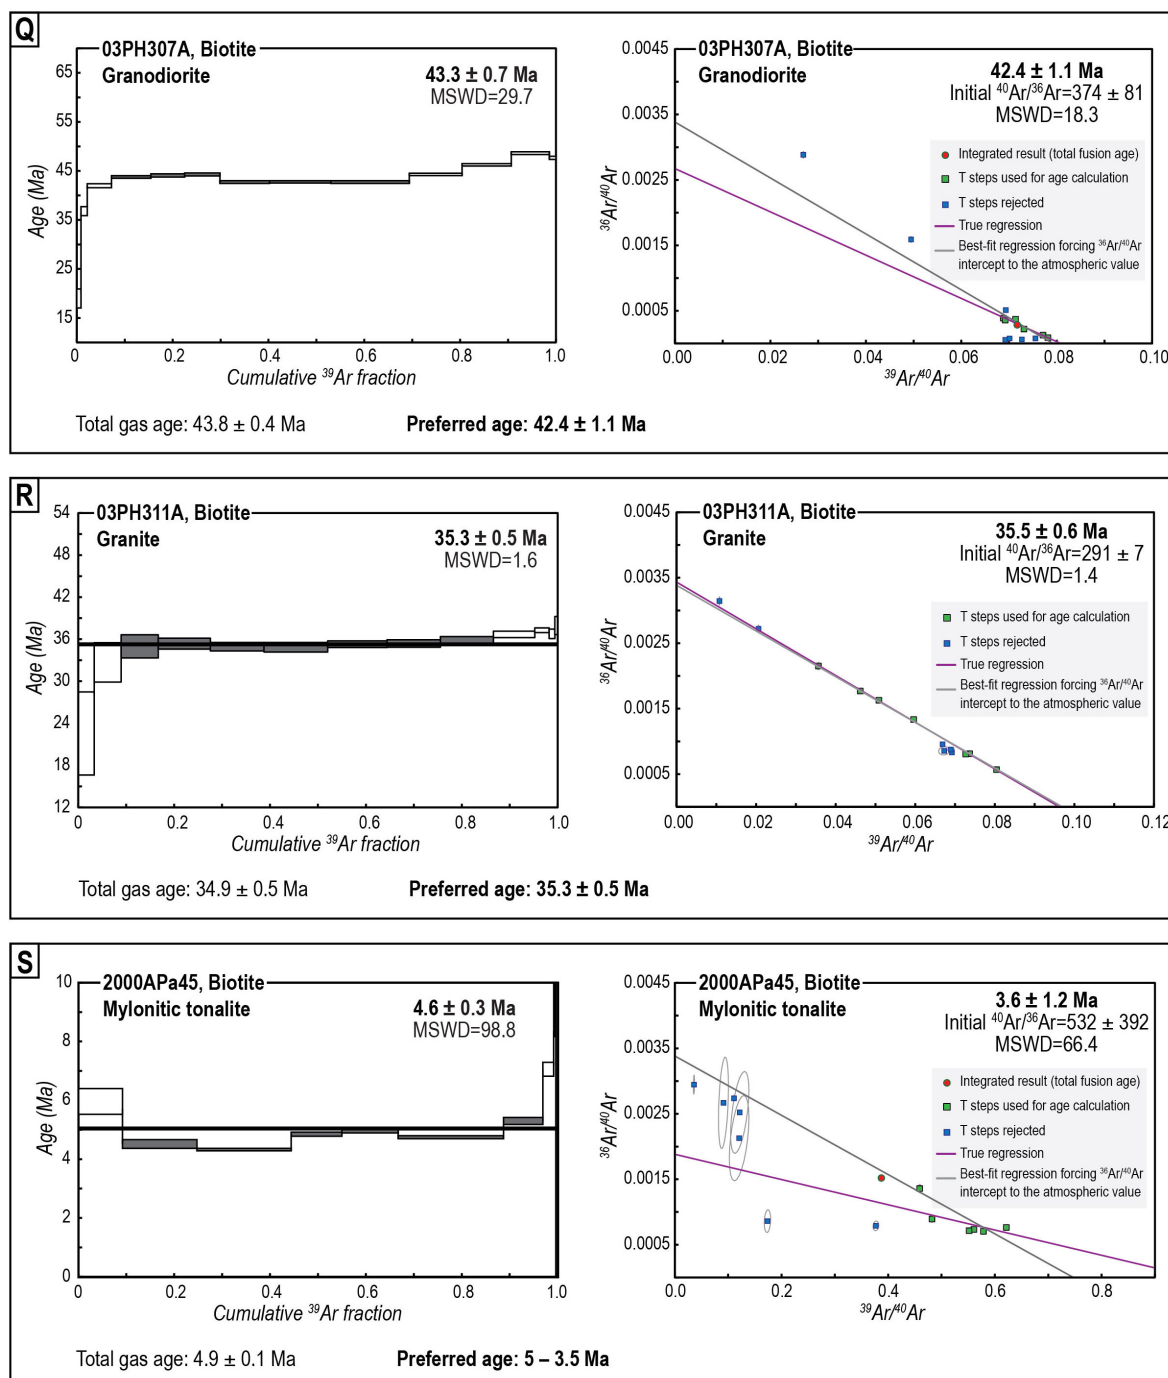 Q
03PH307A, Biotite
Granodiorite
43.3 ± 0.7 Ma
MSWD=29.7
65
55
45
35
25
15
Age (Ma)
0
0.2
0.4
0.6
0.8
1.0
Cumulative ³⁹Ar fraction
03PH307A, Biotite
Granodiorite
42.4 ± 1.1 Ma
Initial ⁴⁰Ar/³⁶Ar=374 ± 81
MSWD=18.3
Integrated result (total fusion age)
T steps used for age calculation
T steps rejected
True regression
Best-fit regression forcing ³⁶Ar/⁴⁰Ar
intercept to the atmospheric value
0.0045
0.0035
0.0025
0.0015
0.0005
³⁶Ar/⁴⁰Ar
0.00
0.02
0.04
0.06
0.08
0.10
³⁹Ar/⁴⁰Ar
Total gas age: 43.8 ± 0.4 Ma
Preferred age: 42.4 ± 1.1 Ma
R
03PH311A, Biotite
Granite
35.3 ± 0.5 Ma
MSWD=1.6
54
48
42
36
30
24
18
12
Age (Ma)
0
0.2
0.4
0.6
0.8
1.0
Cumulative ³⁹Ar fraction
03PH311A, Biotite
Granite
35.5 ± 0.6 Ma
Initial ⁴⁰Ar/³⁶Ar=291 ± 7
MSWD=1.4
T steps used for age calculation
T steps rejected
True regression
Best-fit regression forcing ³⁶Ar/⁴⁰Ar
intercept to the atmospheric value
0.0045
0.0035
0.0025
0.0015
0.0005
³⁶Ar/⁴⁰Ar
0.00
0.02
0.04
0.06
0.08
0.10
0.12
³⁹Ar/⁴⁰Ar
Total gas age: 34.9 ± 0.5 Ma
Preferred age: 35.3 ± 0.5 Ma
S
2000APa45, Biotite
Mylonitic tonalite
4.6 ± 0.3 Ma
MSWD=98.8
10
8
6
4
2
0
Age (Ma)
0
0.2
0.4
0.6
0.8
1.0
Cumulative ³⁹Ar fraction
2000APa45, Biotite
Mylonitic tonalite
3.6 ± 1.2 Ma
Initial ⁴⁰Ar/³⁶Ar=532 ± 392
MSWD=66.4
Integrated result (total fusion age)
T steps used for age calculation
T steps rejected
True regression
Best-fit regression forcing ³⁶Ar/⁴⁰Ar
intercept to the atmospheric value
0.0045
0.0035
0.0025
0.0015
0.0005
³⁶Ar/⁴⁰Ar
0.0
0.2
0.4
0.6
0.8
³⁹Ar/⁴⁰Ar
Total gas age: 4.9 ± 0.1 Ma
Preferred age: 5 – 3.5 Ma